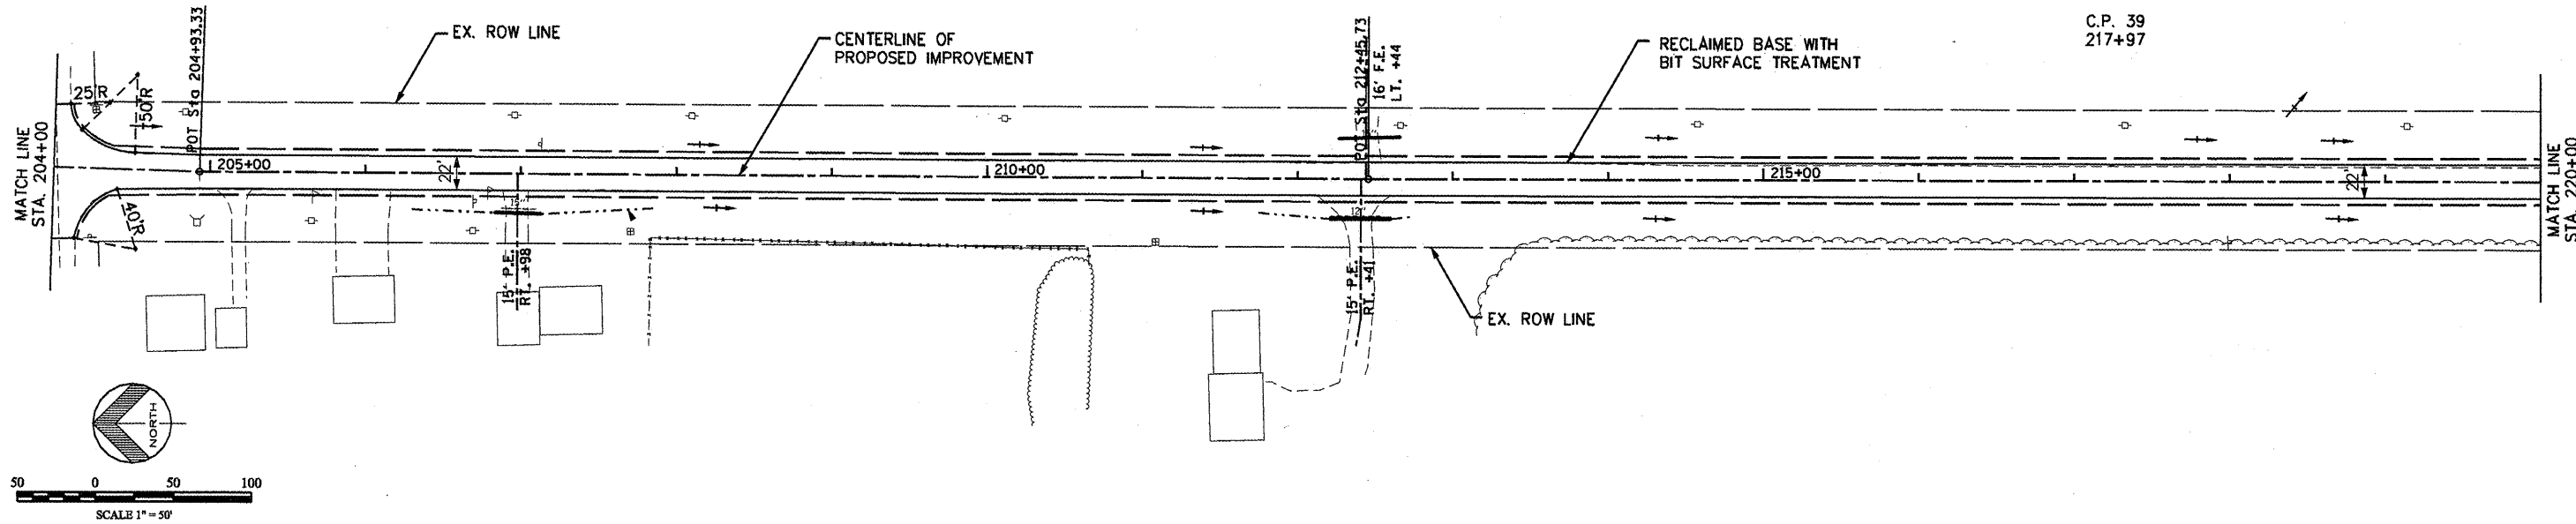 MATCH LINE
STA. 204+00
25'R
50'R
POT Sta 204+93.33
EX. ROW LINE
CENTERLINE OF
PROPOSED IMPROVEMENT
POT Sta 212+45.73
16' F.E.
LT. +44
RECLAIMED BASE WITH
BIT SURFACE TREATMENT
C.P. 39
217+97
205+00
22'
210+00
215+00
22'
MATCH LINE
STA. 220+00
40'R
15"
12"
15' P.E.
RT. +98
15' P.E.
RT. +41
EX. ROW LINE
NORTH
50 0 50 100
SCALE 1" = 50'